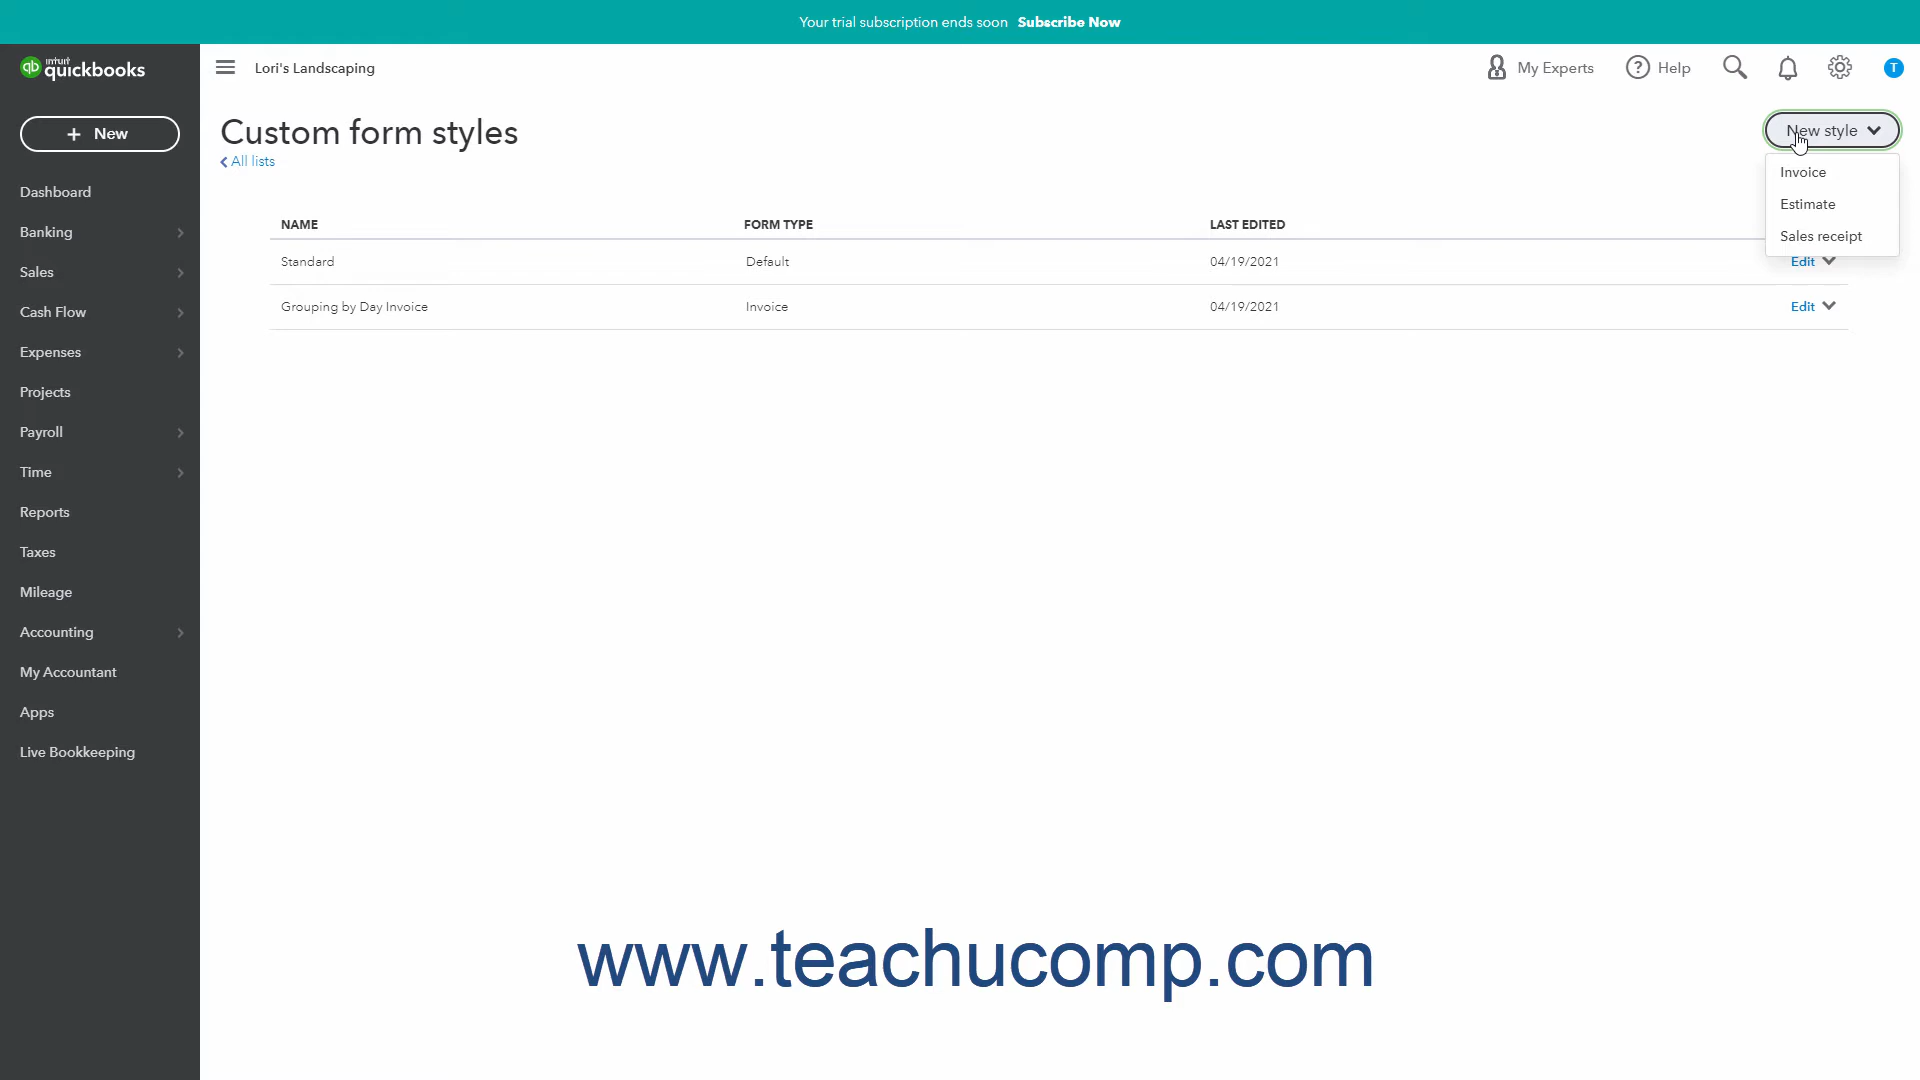 Your trial subscription ends soon Subscribe Now
intuit
qb quickbooks
Lori's Landscaping
My Experts
? Help
T
+ New
Custom form styles
New style
All lists
Invoice
Estimate
Sales receipt
NAME FORM TYPE LAST EDITED
Standard Default 04/19/2021 Edit
Grouping by Day Invoice Invoice 04/19/2021 Edit
Dashboard
Banking
Sales
Cash Flow
Expenses
Projects
Payroll
Time
Reports
Taxes
Mileage
Accounting
My Accountant
Apps
Live Bookkeeping
www.teachucomp.com